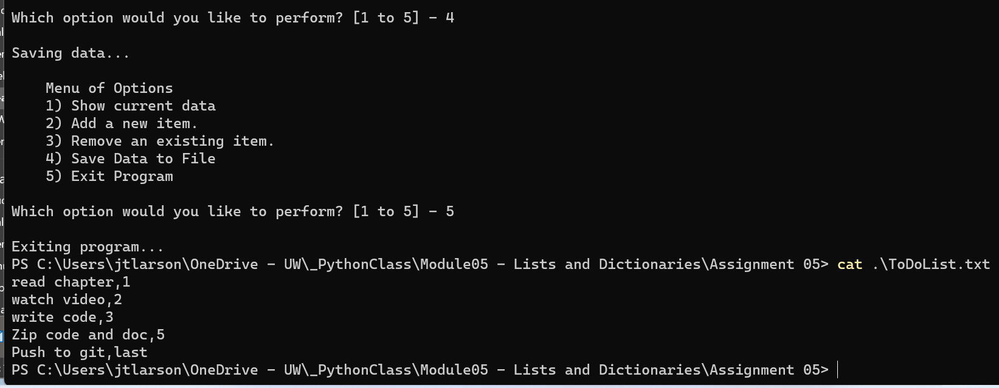 Which option would you like to perform? [1 to 5] - 4
Saving data...
Menu of Options
1) Show current data
2) Add a new item.
3) Remove an existing item.
4) Save Data to File
5) Exit Program
Which option would you like to perform? [1 to 5] - 5
Exiting program...
PS C:\Users\jtlarson\OneDrive - UW\_PythonClass\Module05 - Lists and Dictionaries\Assignment 05> cat .\ToDoList.txt
read chapter,1
watch video,2
write code,3
Zip code and doc,5
Push to git,last
PS C:\Users\jtlarson\OneDrive - UW\_PythonClass\Module05 - Lists and Dictionaries\Assignment 05>